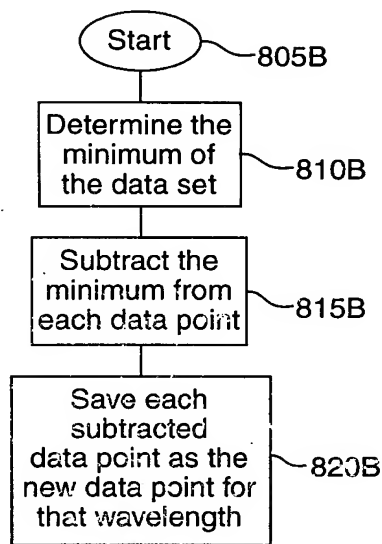 Start
805B
Determine the
minimum of
the data set
810B
Subtract the
minimum from
each data point
815B
Save each
subtracted
data point as the
new data point for
that wavelength
820B